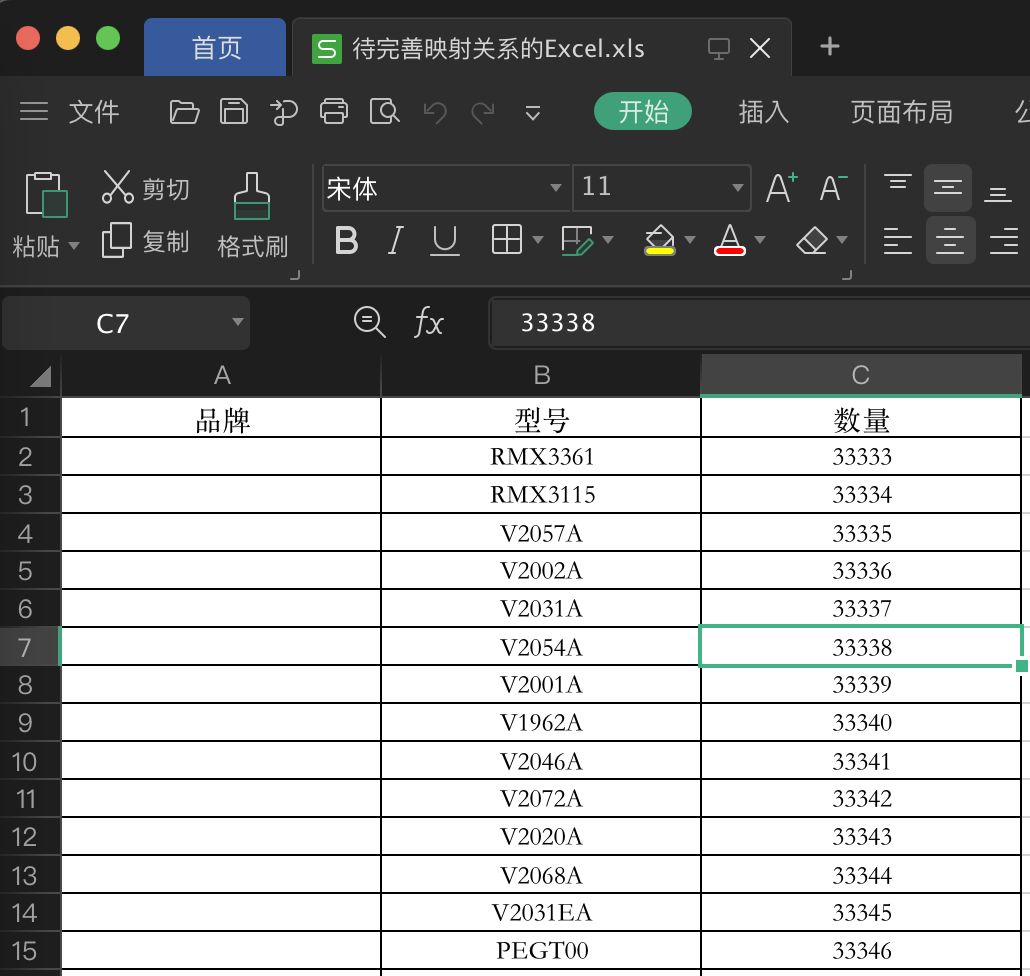 首页 待完善映射关系的Excel.xls
文件 开始 插入 页面布局
粘贴 剪切 复制 格式刷 宋体 11 A+ A-
B I U A
C7 fx 33338
A B C
1 品牌 型号 数量
2 RMX3361 33333
3 RMX3115 33334
4 V2057A 33335
5 V2002A 33336
6 V2031A 33337
7 V2054A 33338
8 V2001A 33339
9 V1962A 33340
10 V2046A 33341
11 V2072A 33342
12 V2020A 33343
13 V2068A 33344
14 V2031EA 33345
15 PEGT00 33346